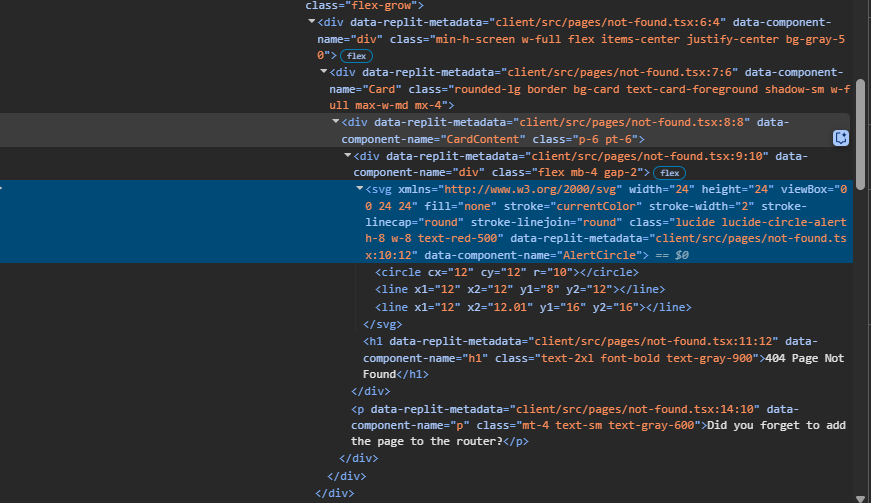 class="flex-grow">
<div data-replit-metadata="client/src/pages/not-found.tsx:6:4" data-component-
name="div" class="min-h-screen w-full flex items-center justify-center bg-gray-5
0"> flex
<div data-replit-metadata="client/src/pages/not-found.tsx:7:6" data-component-
name="Card" class="rounded-lg border bg-card text-card-foreground shadow-sm w-f
ull max-w-md mx-4">
<div data-replit-metadata="client/src/pages/not-found.tsx:8:8" data-
component-name="CardContent" class="p-6 pt-6">
<div data-replit-metadata="client/src/pages/not-found.tsx:9:10" data-
component-name="div" class="flex mb-4 gap-2"> flex
<svg xmlns="http://www.w3.org/2000/svg" width="24" height="24" viewBox="0
0 24 24" fill="none" stroke="currentColor" stroke-width="2" stroke-
linecap="round" stroke-linejoin="round" class="lucide lucide-circle-alert
h-8 w-8 text-red-500" data-replit-metadata="client/src/pages/not-found.ts
x:10:12" data-component-name="AlertCircle"> == $0
<circle cx="12" cy="12" r="10"></circle>
<line x1="12" x2="12" y1="8" y2="12"></line>
<line x1="12" x2="12.01" y1="16" y2="16"></line>
</svg>
<h1 data-replit-metadata="client/src/pages/not-found.tsx:11:12" data-
component-name="h1" class="text-2xl font-bold text-gray-900">404 Page Not
Found</h1>
</div>
<p data-replit-metadata="client/src/pages/not-found.tsx:14:10" data-
component-name="p" class="mt-4 text-sm text-gray-600">Did you forget to add
the page to the router?</p>
</div>
</div>
</div>